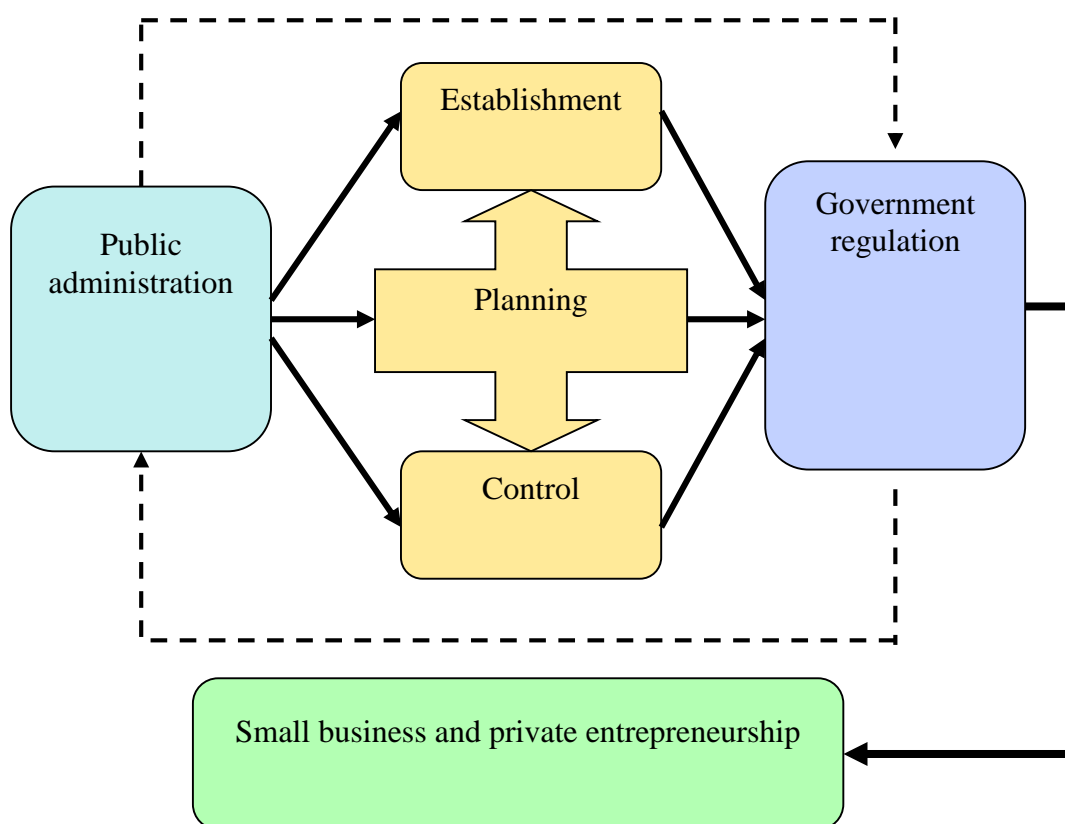 Establishment
Public
administration
Planning
Government
regulation
Control
Small business and private entrepreneurship